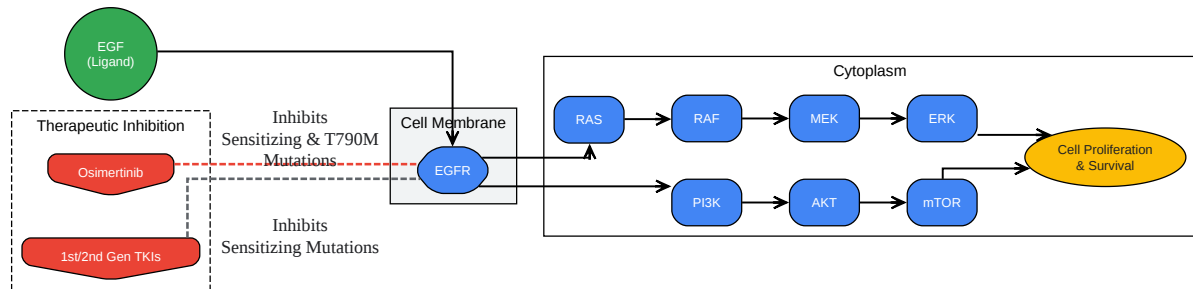 EGF
(Ligand)
Therapeutic Inhibition
Osimertinib
1st/2nd Gen TKIs
Inhibits
Sensitizing & T790M
Mutations
Inhibits
Sensitizing Mutations
Cell Membrane
EGFR
Cytoplasm
RAS
RAF
MEK
ERK
PI3K
AKT
mTOR
Cell Proliferation
& Survival